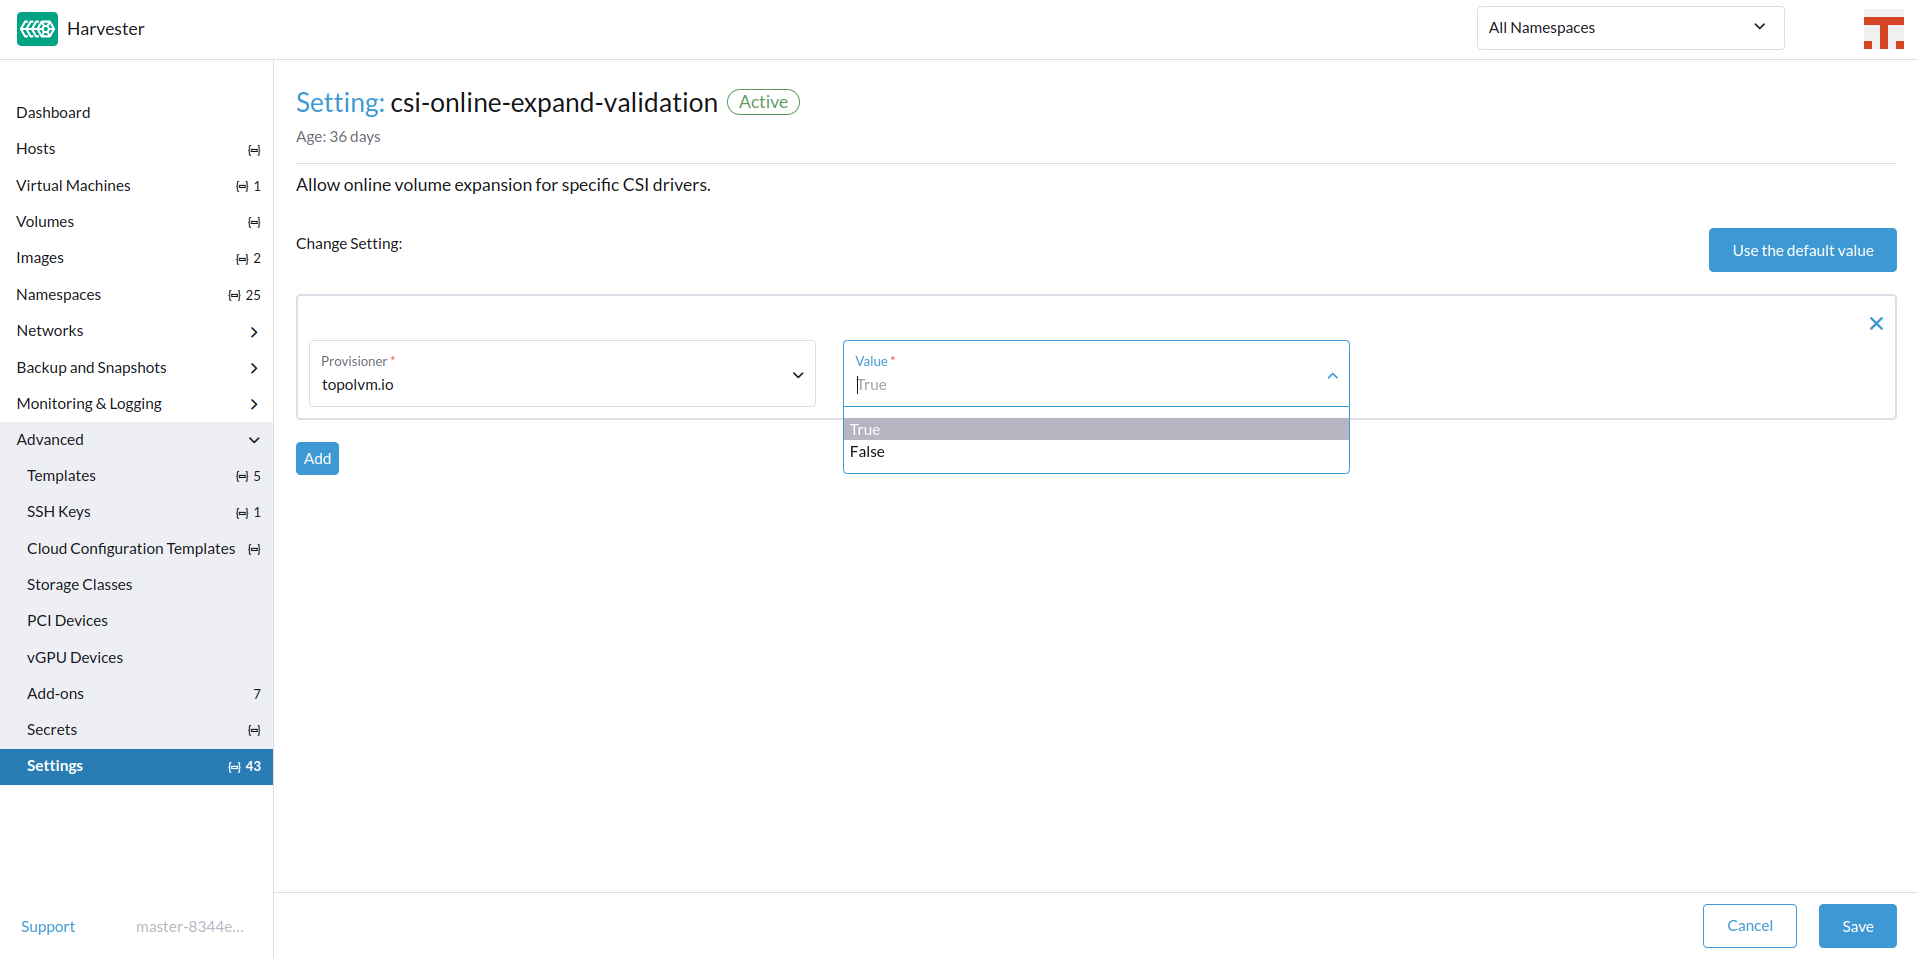 Harvester
All Namespaces
Dashboard
Hosts
Virtual Machines 1
Volumes
Images 2
Namespaces 25
Networks
Backup and Snapshots
Monitoring & Logging
Advanced
Templates 5
SSH Keys 1
Cloud Configuration Templates
Storage Classes
PCI Devices
vGPU Devices
Add-ons 7
Secrets
Settings 43
Support master-8344e...
Setting: csi-online-expand-validation Active
Age: 36 days
Allow online volume expansion for specific CSI drivers.
Change Setting:
Use the default value
Provisioner *
topolvm.io
Value *
True
True
False
Add
Cancel
Save